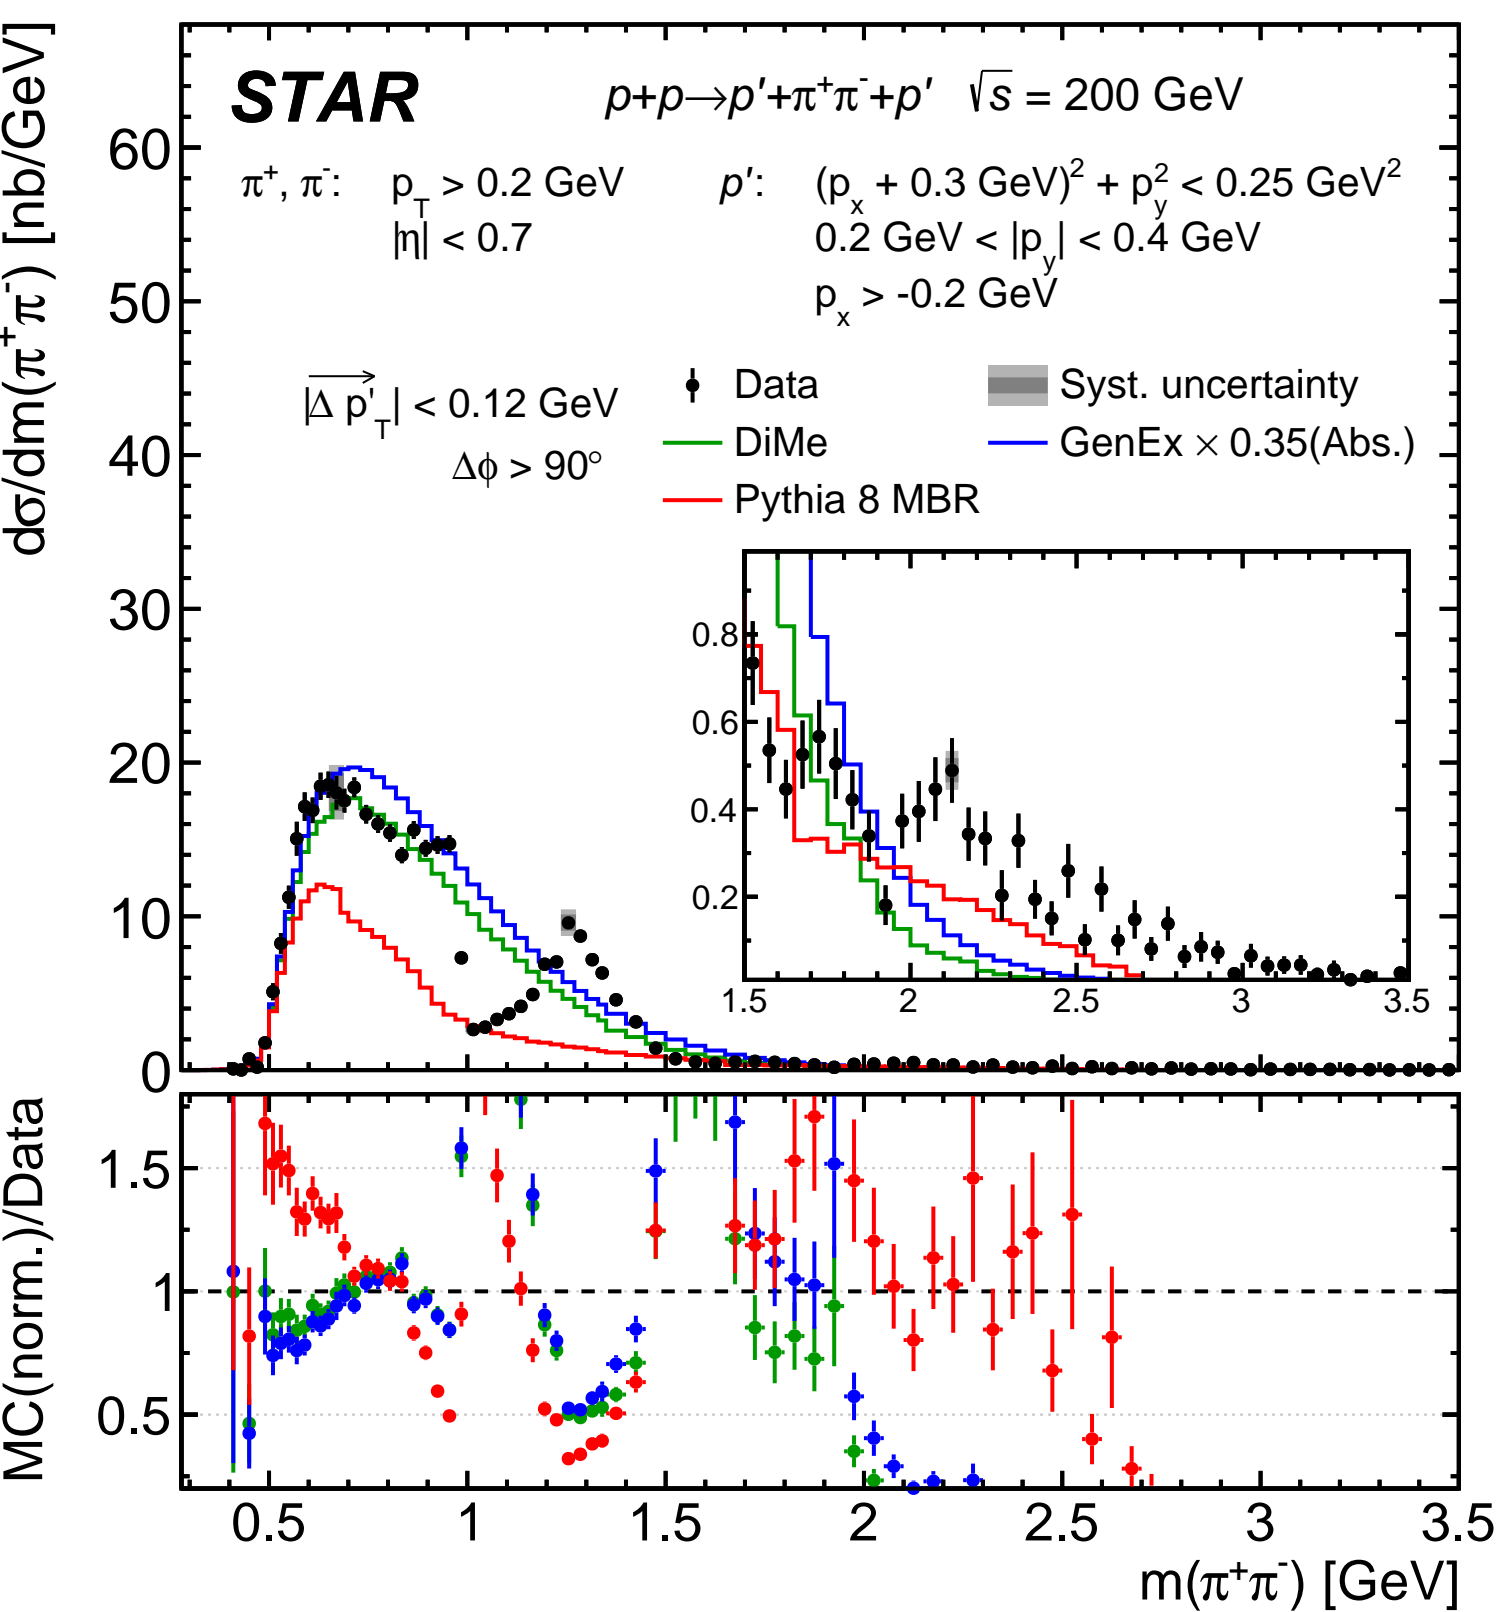 STAR p+p→p'+π⁺π⁻+p' √s = 200 GeV
π⁺, π⁻: p_T > 0.2 GeV p': (p_x + 0.3 GeV)² + p_y² < 0.25 GeV²
|η| < 0.7 0.2 GeV < |p_y| < 0.4 GeV
p_x > -0.2 GeV
|Δ p'_T| < 0.12 GeV
Δϕ > 90°
Data
Syst. uncertainty
DiMe
GenEx × 0.35(Abs.)
Pythia 8 MBR
dσ/dm(π⁺π⁻) [nb/GeV]
60
50
40
30
20
10
0
0.8
0.6
0.4
0.2
1.5 2 2.5 3 3.5
MC(norm.)/Data
1.5
1
0.5
0.5 1 1.5 2 2.5 3 3.5
m(π⁺π⁻) [GeV]